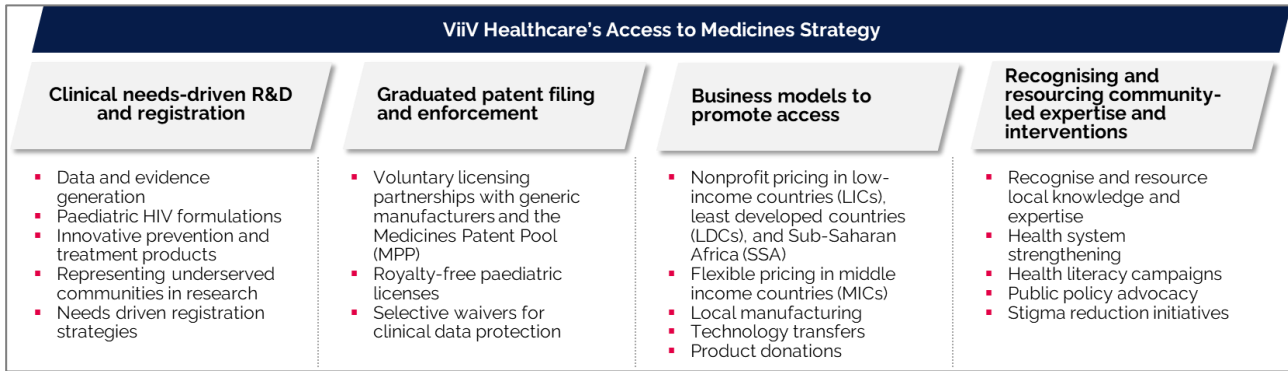 ViiV Healthcare's Access to Medicines Strategy
Clinical needs-driven R&D
and registration
▪ Data and evidence
generation
▪ Paediatric HIV formulations
▪ Innovative prevention and
treatment products
▪ Representing underserved
communities in research
▪ Needs driven registration
strategies
Graduated patent filing
and enforcement
▪ Voluntary licensing
partnerships with generic
manufacturers and the
Medicines Patent Pool
(MPP)
▪ Royalty-free paediatric
licenses
▪ Selective waivers for
clinical data protection
Business models to
promote access
▪ Nonprofit pricing in low-
income countries (LICs),
least developed countries
(LDCs), and Sub-Saharan
Africa (SSA)
▪ Flexible pricing in middle
income countries (MICs)
▪ Local manufacturing
▪ Technology transfers
▪ Product donations
Recognising and
resourcing community-
led expertise and
interventions
▪ Recognise and resource
local knowledge and
expertise
▪ Health system
strengthening
▪ Health literacy campaigns
▪ Public policy advocacy
▪ Stigma reduction initiatives